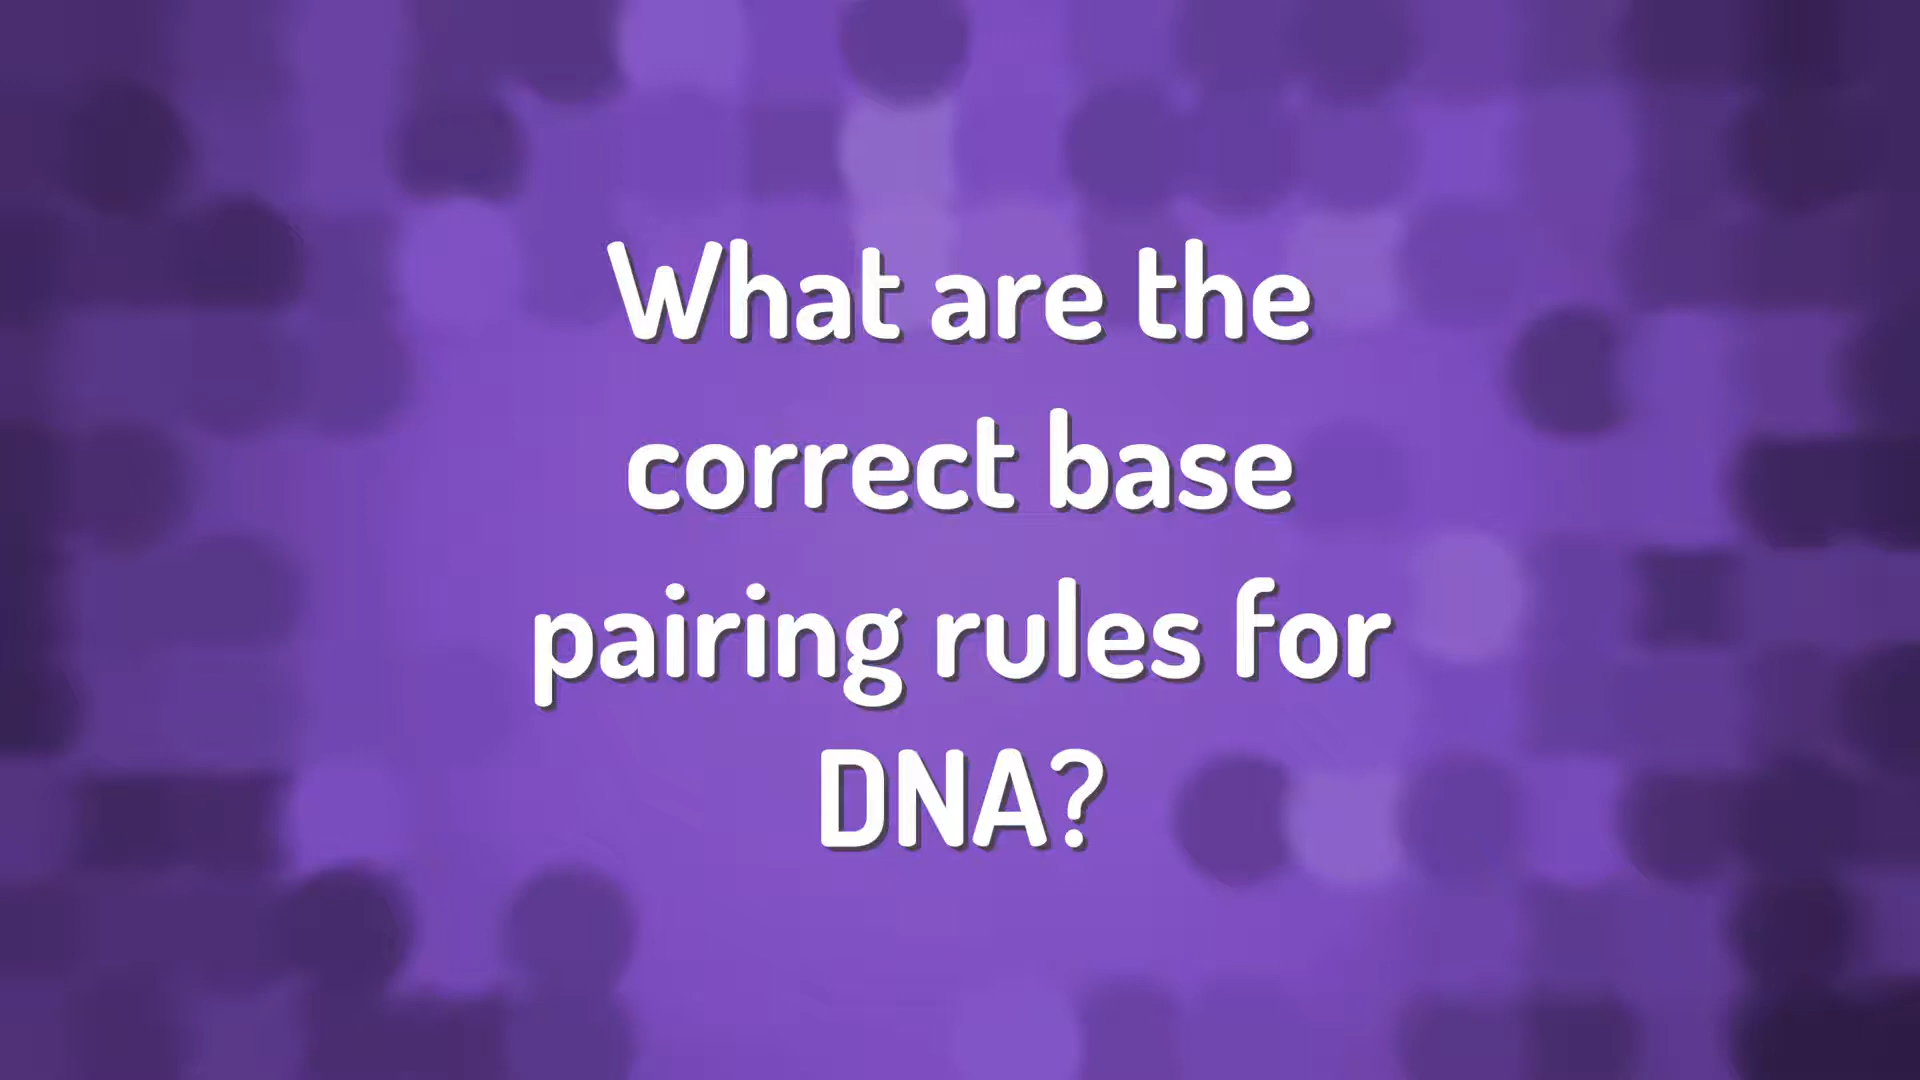 What are the
correct base
pairing rules for
DNA?